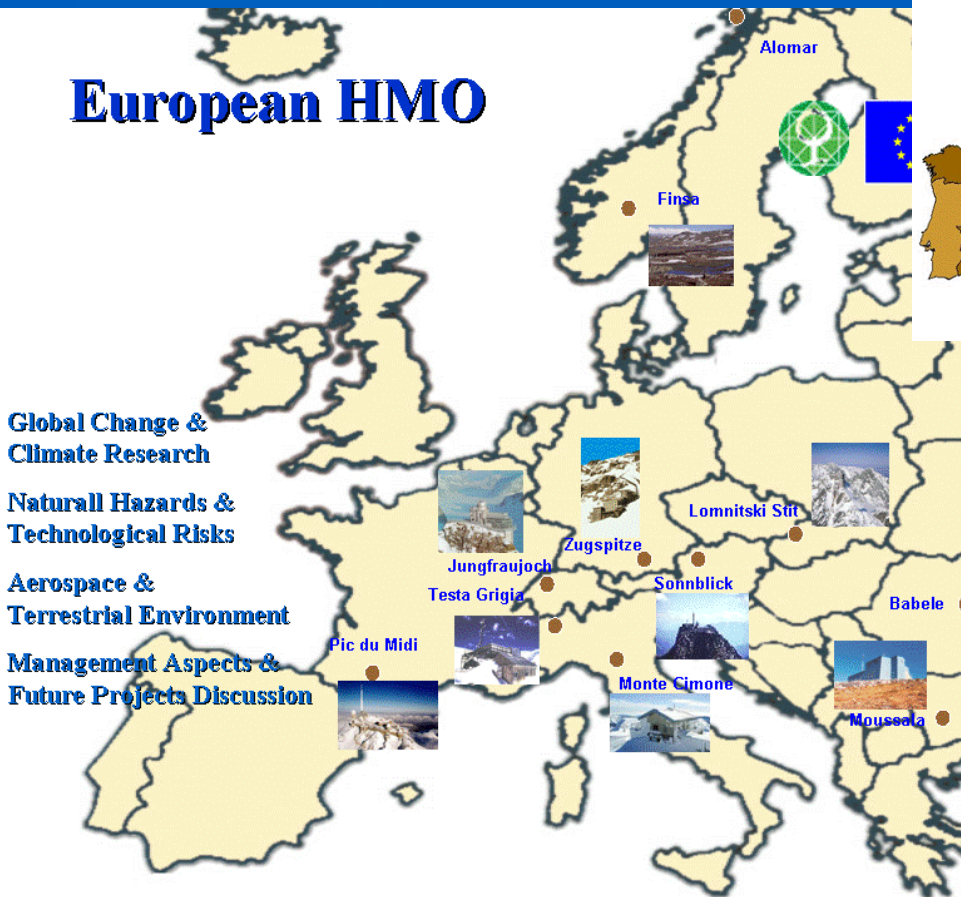 Alomar
European HMO
Finsa
Global Change &
Climate Research
Naturall Hazards &
Technological Risks
Lomnitski Stit
Zugspitze
Jungfraujoch
Aerospace &
Terrestrial Environment
Sonnblick
Testa Grigia
Babele
Pic du Midi
Management Aspects &
Future Projects Discussion
Monte Cimone
Moussala